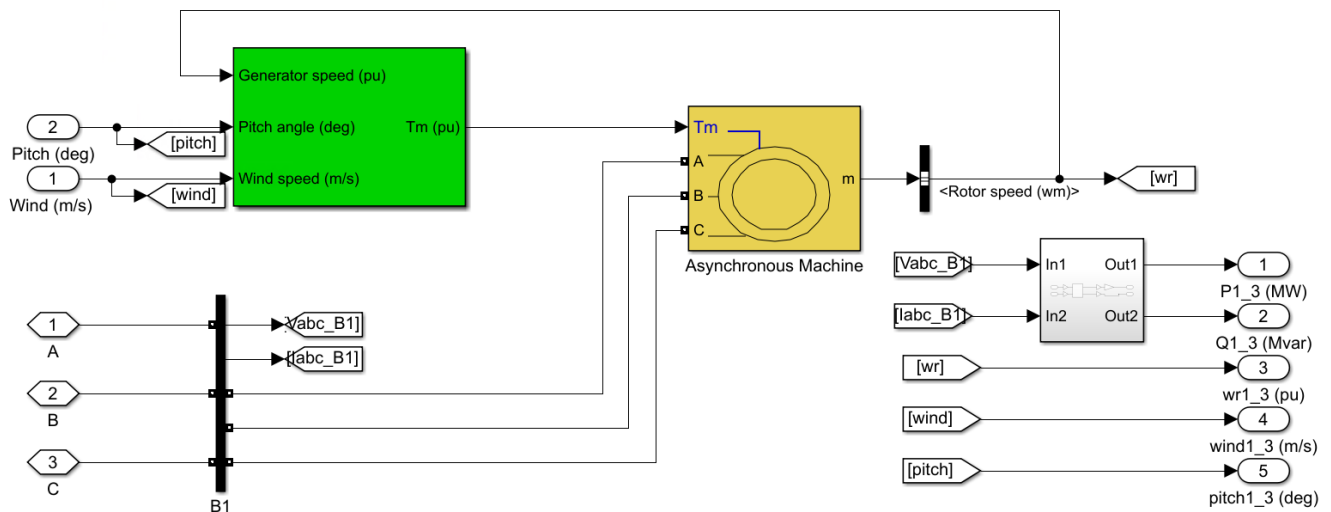 Generator speed (pu)
2
Pitch angle (deg)
Tm (pu)
[pitch]
Pitch (deg)
1
Wind speed (m/s)
[wind]
Wind (m/s)
Tm
A
B
C
m
Asynchronous Machine
<Rotor speed (wm)>
[wr]
[Vabc_B1]
In1
Out1
1
P1_3 (MW)
[Iabc_B1]
In2
Out2
2
Q1_3 (Mvar)
[wr]
3
wr1_3 (pu)
[wind]
4
wind1_3 (m/s)
[pitch]
5
pitch1_3 (deg)
1
A
[Vabc_B1]
[Iabc_B1]
2
B
3
C
B1